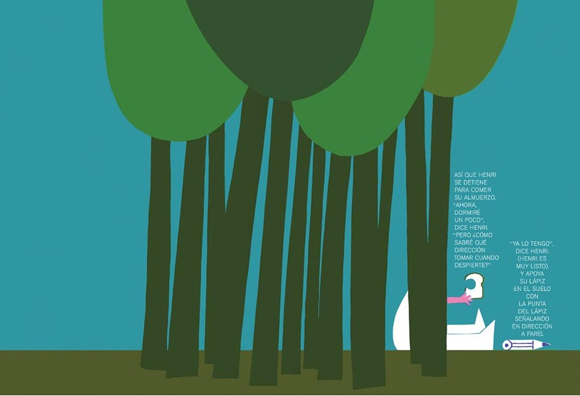 ASÍ QUE HENRI
SE DETIENE
PARA COMER
SU ALMUERZO.
"AHORA,
DORMIRÉ
UN POCO",
DICE HENRI.
"PERO ¿CÓMO
SABRÉ QUÉ
DIRECCIÓN
TOMAR CUANDO
DESPIERTE?"
"YA LO TENGO",
DICE HENRI
(HENRI ES
MUY LISTO).
Y APOYA
SU LÁPIZ
EN EL SUELO
CON
LA PUNTA
DEL LÁPIZ
SEÑALANDO
EN DIRECCIÓN
A PARÍS.